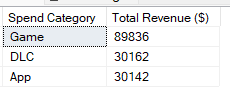 Spend Category Total Revenue ($)
Game 89836
DLC 30162
App 30142